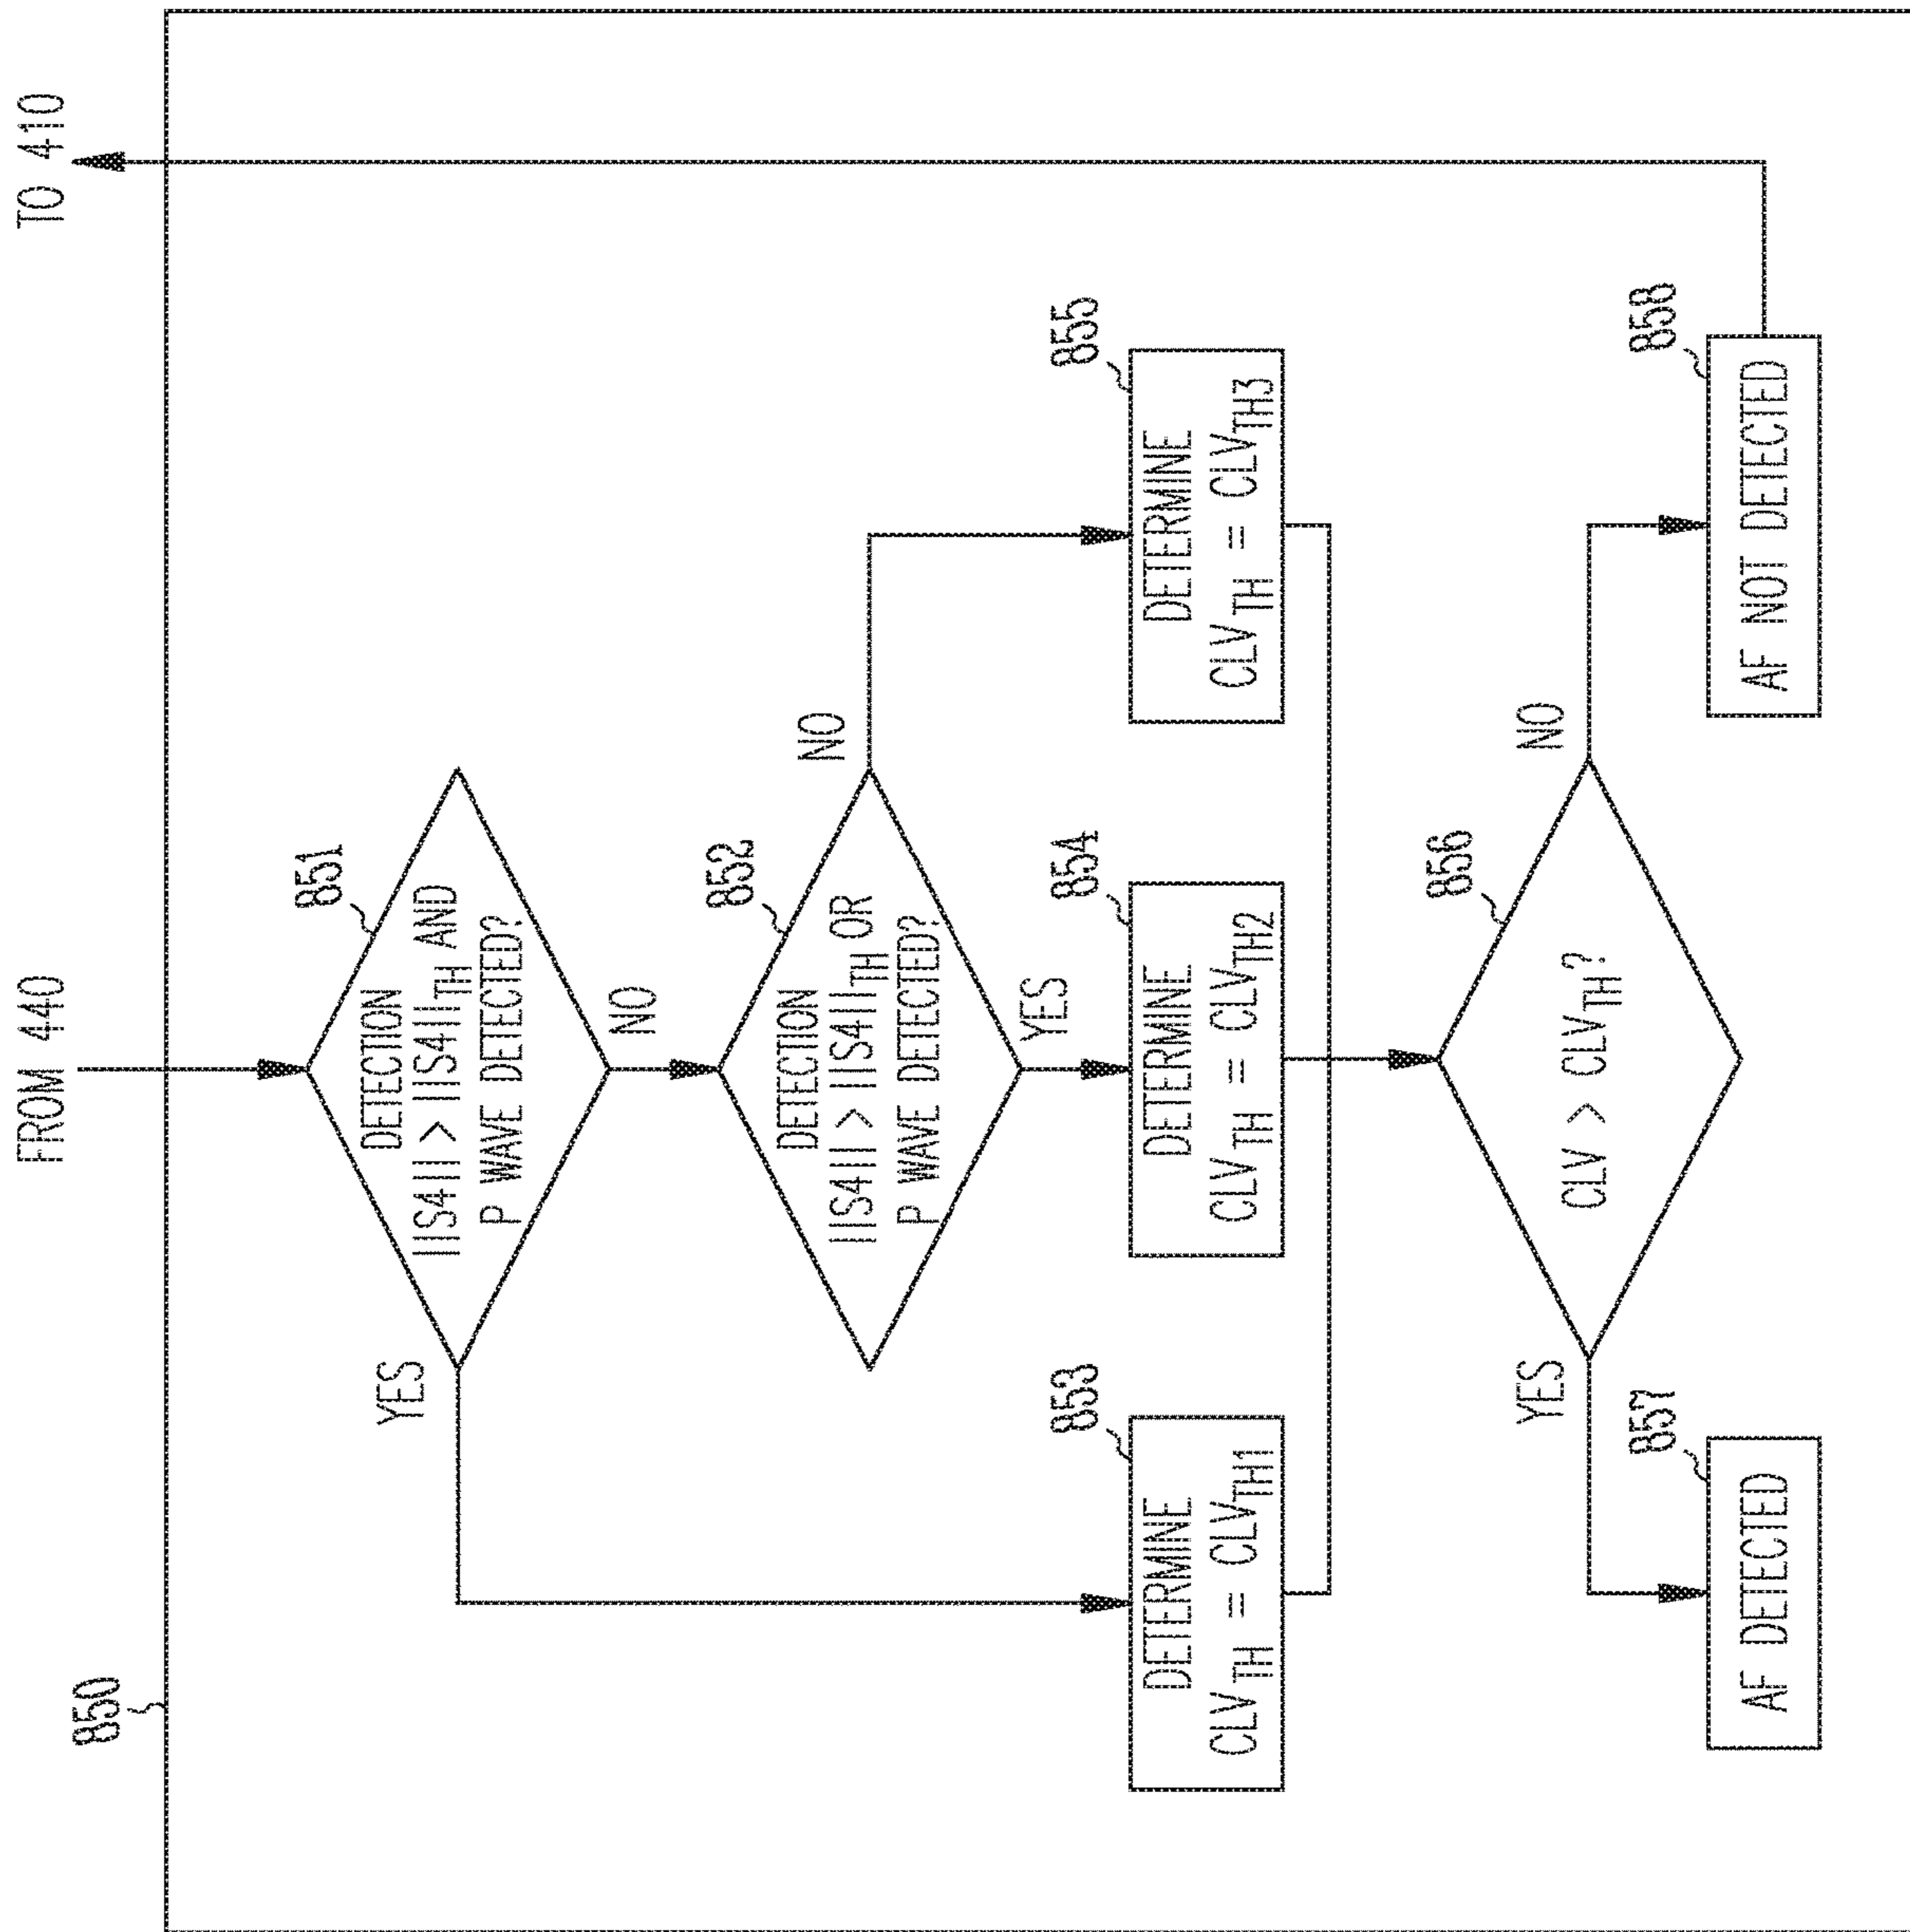 FROM 440
TO 410
850
851
DETECTION
||S4|| > ||S4||TH AND
P WAVE DETECTED?
YES
NO
852
DETECTION
||S4|| > ||S4||TH OR
P WAVE DETECTED?
NO
YES
853
DETERMINE
CLVTH = CLVTH1
854
DETERMINE
CLVTH = CLVTH2
855
DETERMINE
CLVTH = CLVTH3
856
CLV > CLVTH?
YES
NO
857
AF DETECTED
858
AF NOT DETECTED